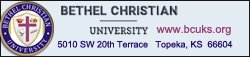 BETHEL CHRISTIAN
UNIVERSITY www.bcuks.org
5010 SW 20th Terrace Topeka, KS 66604